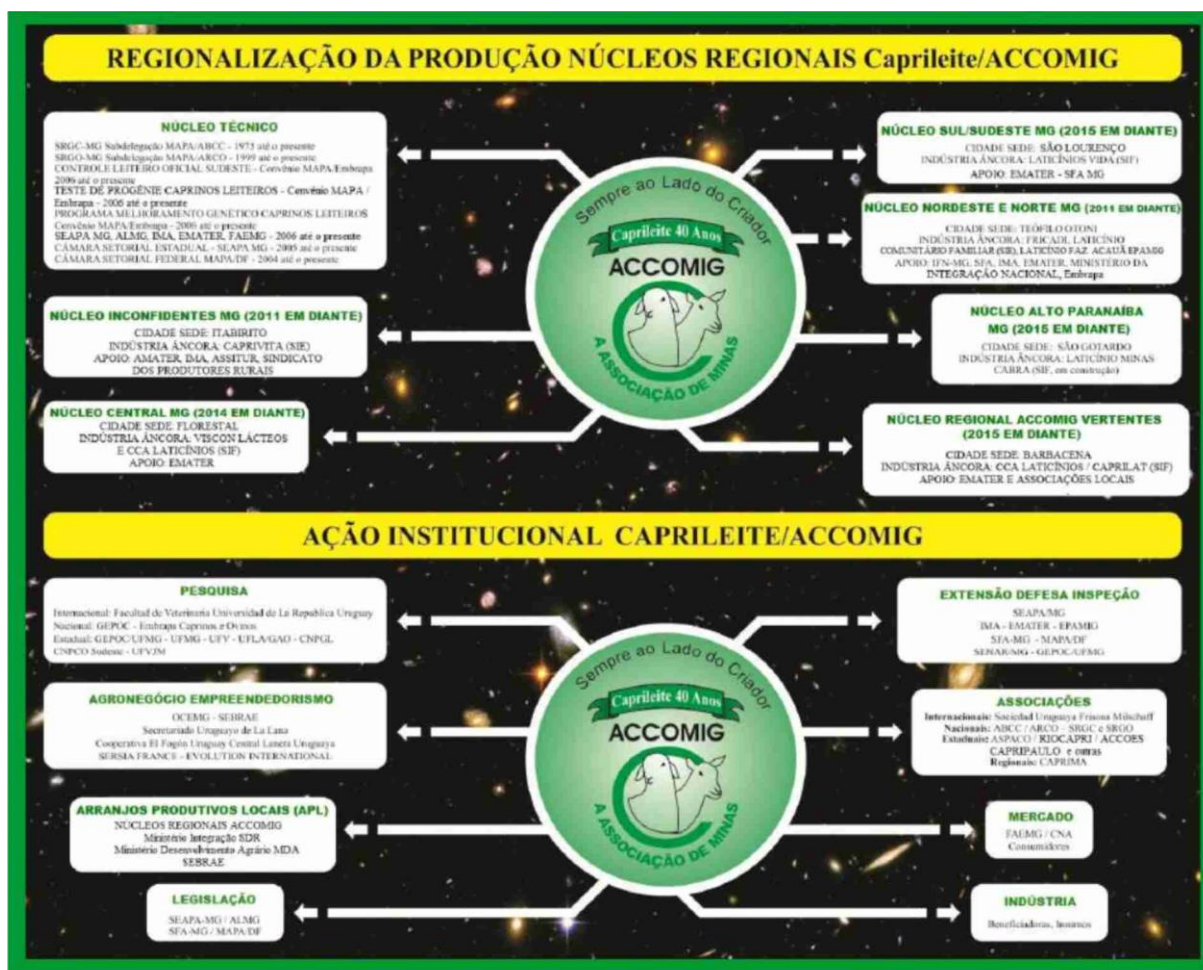 REGIONALIZAÇÃO DA PRODUÇÃO NÚCLEOS REGIONAIS Caprileite/ACCOMIG
NÚCLEO TÉCNICO
SRGC-MG Subdelegação MAPA/ABCC - 1975 até o presente
SRGO-MG Subdelegação MAPA/ARCO - 1999 até o presente
CONTROLE LEITEIRO OFICIAL SUDESTE - Convênio MAPA/Embrapa
2006 até o presente
TESTE DE PROGÊNIE CAPRINOS LEITEIROS - Convênio MAPA /
Embrapa - 2006 até o presente
PROGRAMA MELHORAMENTO GENÉTICO CAPRINOS LEITEIROS
Convênio MAPA/Embrapa - 2006 até o presente
SEAPA MG, ALMG, IMA, EMATER, FAEMG - 2006 até o presente
CÂMARA SETORIAL ESTADUAL - SEAPA MG - 2005 até o presente
CÂMARA SETORIAL FEDERAL MAPA/DF - 2004 até o presente
NÚCLEO INCONFIDENTES MG (2011 EM DIANTE)
CIDADE SEDE: ITABIRITO
INDÚSTRIA ÂNCORA: CAPRIVITA (SIE)
APOIO: AMATER, IMA, ASSITUR, SINDICATO
DOS PRODUTORES RURAIS
NÚCLEO CENTRAL MG (2014 EM DIANTE)
CIDADE SEDE: FLORESTAL
INDÚSTRIA ÂNCORA: VISCON LÁCTEOS
E CCA LATICÍNIOS (SIF)
APOIO: EMATER
Sempre ao Lado do Criador
Caprileite 40 Anos
ACCOMIG
A ASSOCIAÇÃO DE MINAS
NÚCLEO SUL/SUDESTE MG (2015 EM DIANTE)
CIDADE SEDE: SÃO LOURENÇO
INDÚSTRIA ÂNCORA: LATICÍNIOS VIDA (SIF)
APOIO: EMATER - SFA MG
NÚCLEO NORDESTE E NORTE MG (2011 EM DIANTE)
CIDADE SEDE: TEÓFILO OTONI
INDÚSTRIA ÂNCORA: FRICADL LATICÍNIO
COMUNITÁRIO FAMILIAR (SIE), LATICÍNIO FAZ. ACAUÃ EPAMIG
APOIO: IFN-MG, SFA, IMA, EMATER, MINISTÉRIO DA
INTEGRAÇÃO NACIONAL, Embrapa
NÚCLEO ALTO PARANAÍBA
MG (2015 EM DIANTE)
CIDADE SEDE: SÃO GOTARDO
INDÚSTRIA ÂNCORA: LATICÍNIO MINAS
CABRA (SIF, em construção)
NÚCLEO REGIONAL ACCOMIG VERTENTES
(2015 EM DIANTE)
CIDADE SEDE: BARBACENA
INDÚSTRIA ÂNCORA: CCA LATICÍNIOS / CAPRILAT (SIF)
APOIO: EMATER E ASSOCIAÇÕES LOCAIS
AÇÃO INSTITUCIONAL CAPRILEITE/ACCOMIG
PESQUISA
Internacional: Facultad de Veterinaria Universidad de La Republica Uruguay
Nacional: GEPOC - Embrapa Caprinos e Ovinos
Estadual: GEPOC/UFMG - UFMG - UFV - UFLA/GAO - CNPGL
CNPCO Sudeste - UFVJM
AGRONEGÓCIO EMPREENDEDORISMO
OCEMG - SEBRAE
Secretariado Uruguayo de La Lana
Cooperativa El Fogón Uruguay Central Lanera Uruguaya
SERSIA FRANCE - EVOLUTION INTERNATIONAL
ARRANJOS PRODUTIVOS LOCAIS (APL)
NÚCLEOS REGIONAIS ACCOMIG
Ministério Integração SDR
Ministério Desenvolvimento Agrário MDA
SEBRAE
LEGISLAÇÃO
SEAPA-MG / ALMG
SFA-MG / MAPA/DF
Sempre ao Lado do Criador
Caprileite 40 Anos
ACCOMIG
A ASSOCIAÇÃO DE MINAS
EXTENSÃO DEFESA INSPEÇÃO
SEAPA/MG
IMA - EMATER - EPAMIG
SFA-MG - MAPA/DF
SENAR/MG - GEPOC/UFMG
ASSOCIAÇÕES
Internacionais: Sociedad Uruguaya Frisona Milschaff
Nacionais: ABCC / ARCO - SRGC e SRGO
Estaduais: ASPACO / RIOCAPRI / ACCOES
CAPRIPAULO e outras
Regionais: CAPRIMA
MERCADO
FAEMG / CNA
Consumidores
INDÚSTRIA
Beneficiadoras, Insumos